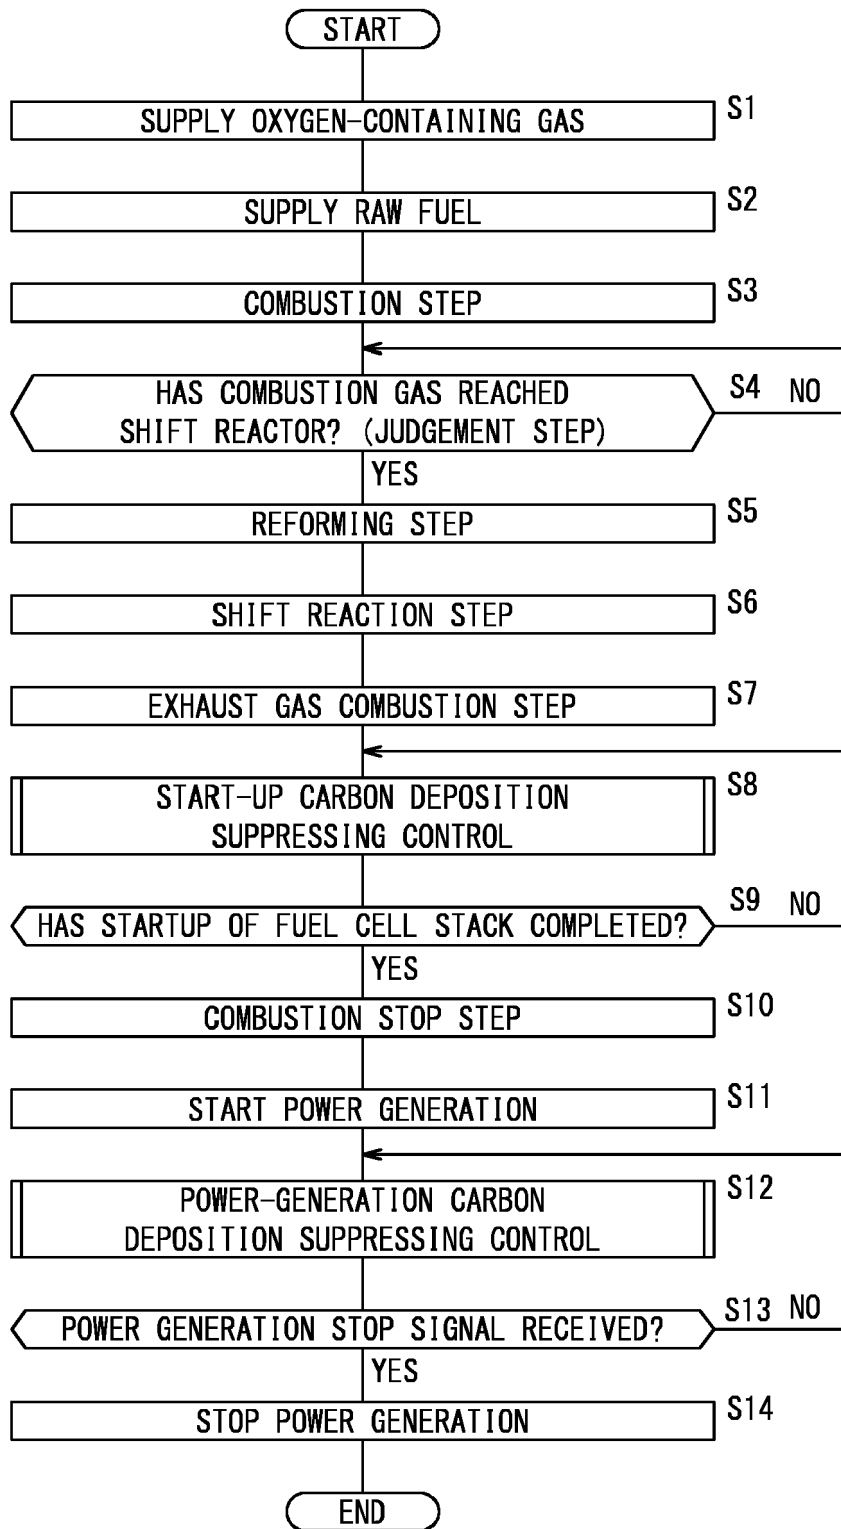 START
SUPPLY OXYGEN-CONTAINING GAS
S1
SUPPLY RAW FUEL
S2
COMBUSTION STEP
S3
HAS COMBUSTION GAS REACHED
SHIFT REACTOR? (JUDGEMENT STEP)
S4 NO
YES
REFORMING STEP
S5
SHIFT REACTION STEP
S6
EXHAUST GAS COMBUSTION STEP
S7
START-UP CARBON DEPOSITION
SUPPRESSING CONTROL
S8
HAS STARTUP OF FUEL CELL STACK COMPLETED?
S9 NO
YES
COMBUSTION STOP STEP
S10
START POWER GENERATION
S11
POWER-GENERATION CARBON
DEPOSITION SUPPRESSING CONTROL
S12
POWER GENERATION STOP SIGNAL RECEIVED?
S13 NO
YES
STOP POWER GENERATION
S14
END